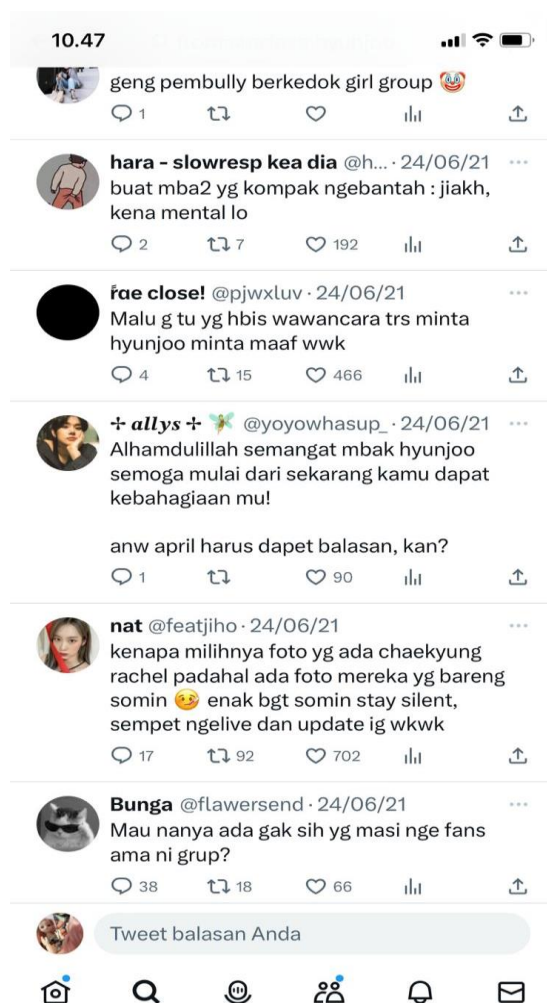 10.47
geng pembully berkedok girl group 🤡
1
hara - slowresp kea dia @h... · 24/06/21
buat mba2 yg kompak ngebantah : jiakh,
kena mental lo
2 7 192
r̊ae close! @pjwxluv · 24/06/21
Malu g tu yg hbis wawancara trs minta
hyunjoo minta maaf wwk
4 15 466
✢ allys ✢ 🧚 @yoyowhasup_ · 24/06/21
Alhamdulillah semangat mbak hyunjoo
semoga mulai dari sekarang kamu dapat
kebahagiaan mu!
anw april harus dapet balasan, kan?
1 90
nat @featjiho · 24/06/21
kenapa milihnya foto yg ada chaekyung
rachel padahal ada foto mereka yg bareng
somin 🤒 enak bgt somin stay silent,
sempet ngelive dan update ig wkwk
17 92 702
Bunga @flawersend · 24/06/21
Mau nanya ada gak sih yg masi nge fans
ama ni grup?
38 18 66
Tweet balasan Anda